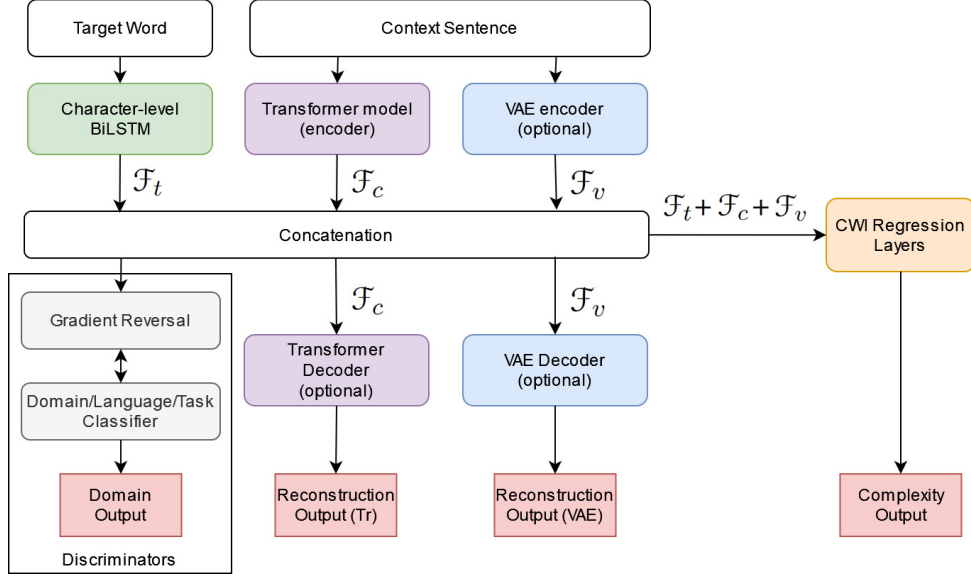 Target Word
Context Sentence
Character-level
BiLSTM
Transformer model
(encoder)
VAE encoder
(optional)
ℱt
ℱc
ℱv
ℱt + ℱc + ℱv
Concatenation
CWI Regression
Layers
Gradient Reversal
ℱc
ℱv
Transformer
Decoder
(optional)
VAE Decoder
(optional)
Domain/Language/Task
Classifier
Domain
Output
Reconstruction
Output (Tr)
Reconstruction
Output (VAE)
Complexity
Output
Discriminators